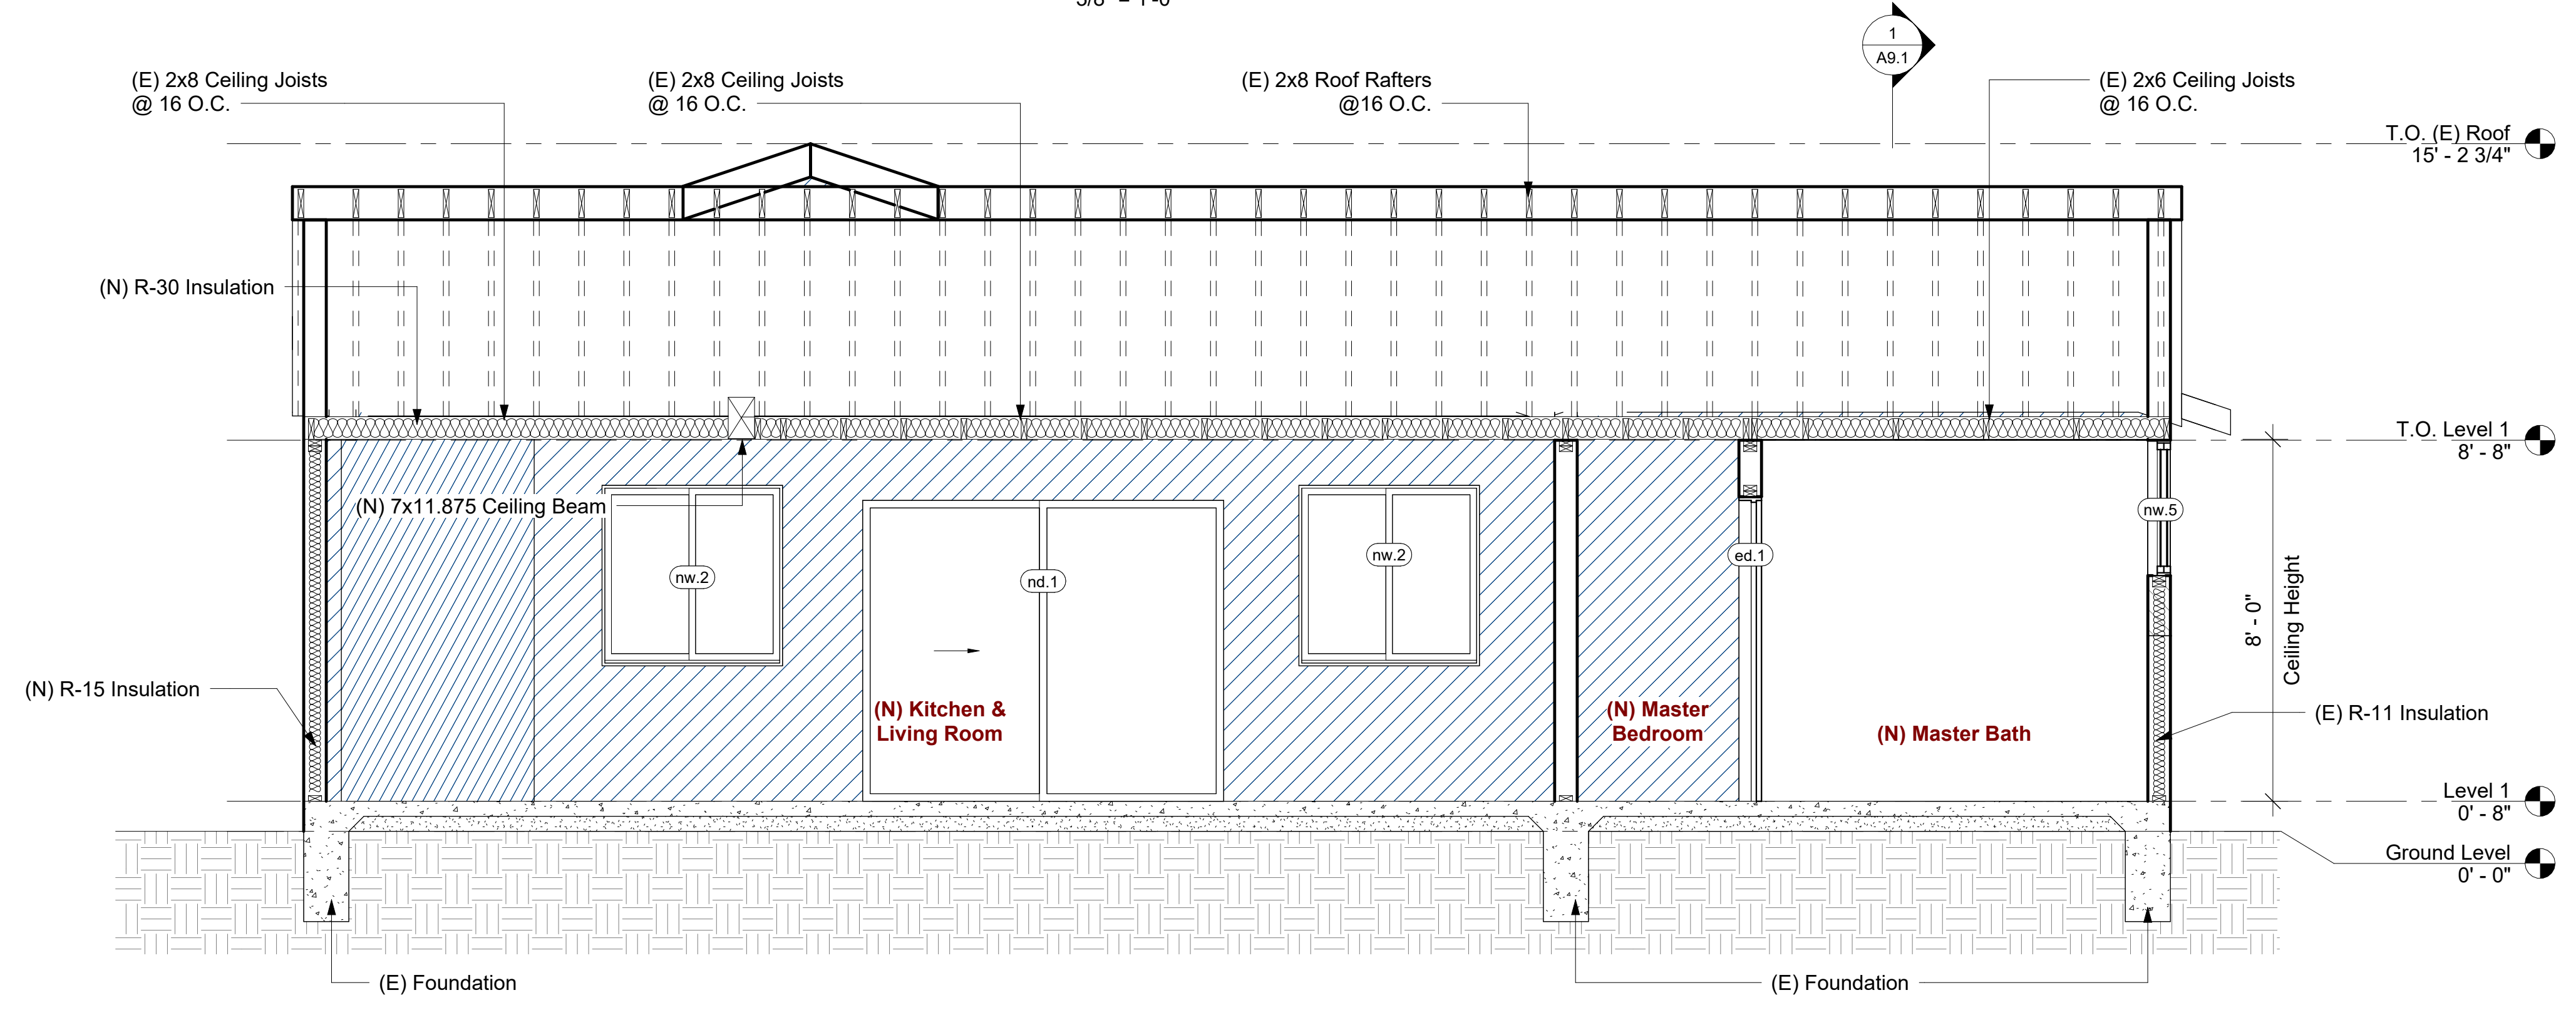 1
A9.1
(E) 2x8 Ceiling Joists
@ 16 O.C.
(E) 2x8 Ceiling Joists
@ 16 O.C.
(E) 2x8 Roof Rafters
@16 O.C.
(E) 2x6 Ceiling Joists
@ 16 O.C.
T.O. (E) Roof
15' - 2 3/4"
(N) R-30 Insulation
T.O. Level 1
8' - 8"
(N) 7x11.875 Ceiling Beam
nw.2
nd.1
nw.2
ed.1
nw.5
8' - 0"
Ceiling Height
(N) R-15 Insulation
(N) Kitchen &
Living Room
(N) Master
Bedroom
(N) Master Bath
(E) R-11 Insulation
Level 1
0' - 8"
Ground Level
0' - 0"
(E) Foundation
(E) Foundation